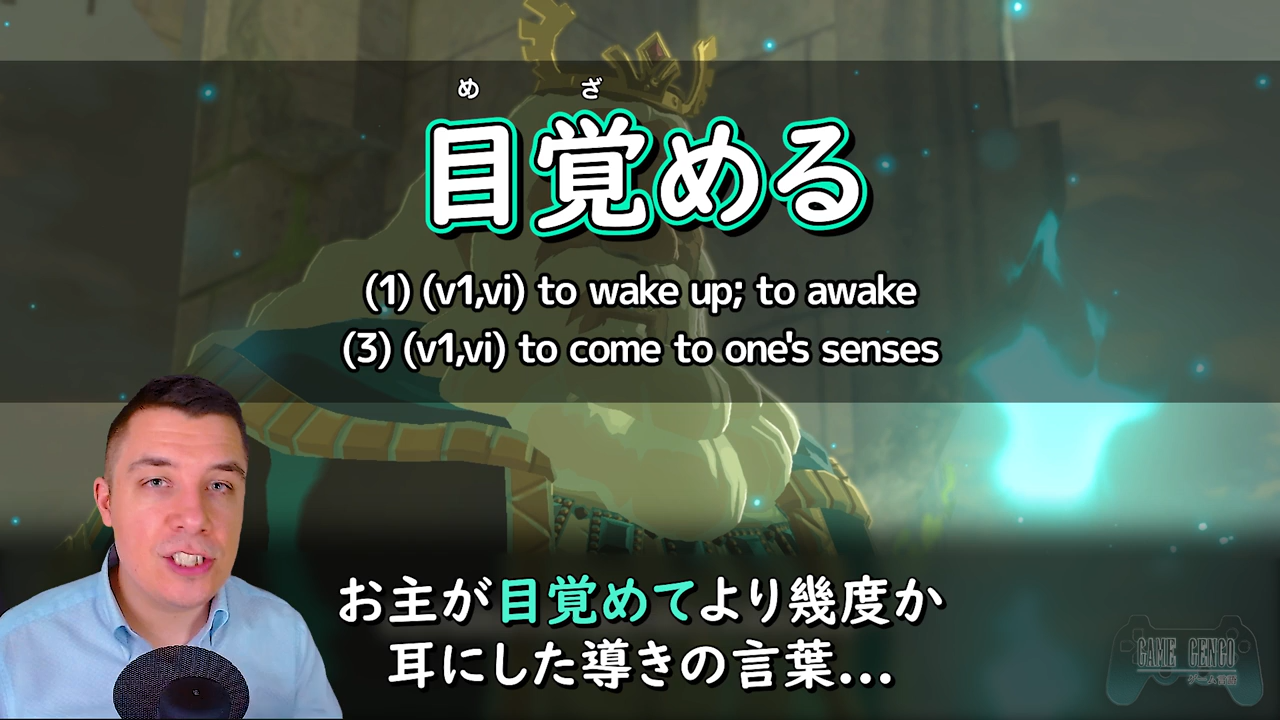 め ざ
目覚める
(1) (v1,vi) to wake up; to awake
(3) (v1,vi) to come to one's senses
お主が目覚めてより幾度か
耳にした導きの言葉...
GAME GENGO
ゲーム言語